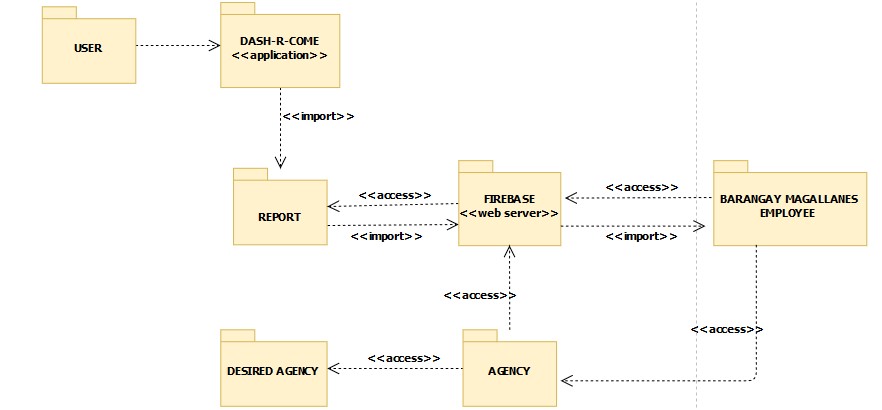 USER
DASH-R-COME
<<application>>
<<import>>
REPORT
<<access>>
<<import>>
FIREBASE
<<web server>>
<<access>>
<<import>>
BARANGAY MAGALLANES
EMPLOYEE
<<access>>
<<access>>
DESIRED AGENCY
<<access>>
AGENCY